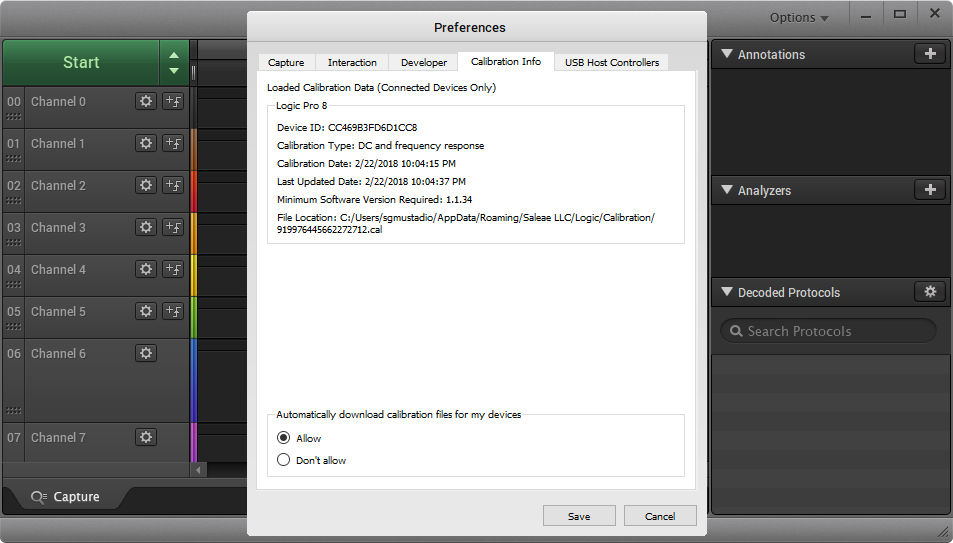 Options
Preferences
Start
Capture
Interaction
Developer
Calibration Info
USB Host Controllers
Loaded Calibration Data (Connected Devices Only)
Logic Pro 8
Device ID: CC469B3FD6D1CC8
Calibration Type: DC and frequency response
Calibration Date: 2/22/2018 10:04:15 PM
Last Updated Date: 2/22/2018 10:04:37 PM
Minimum Software Version Required: 1.1.34
File Location: C:/Users/sgmustadio/AppData/Roaming/Saleae LLC/Logic/Calibration/
919976445662272712.cal
Automatically download calibration files for my devices
Allow
Don't allow
Save
Cancel
00 Channel 0
01 Channel 1
02 Channel 2
03 Channel 3
04 Channel 4
05 Channel 5
06 Channel 6
07 Channel 7
Capture
Annotations
Analyzers
Decoded Protocols
Search Protocols